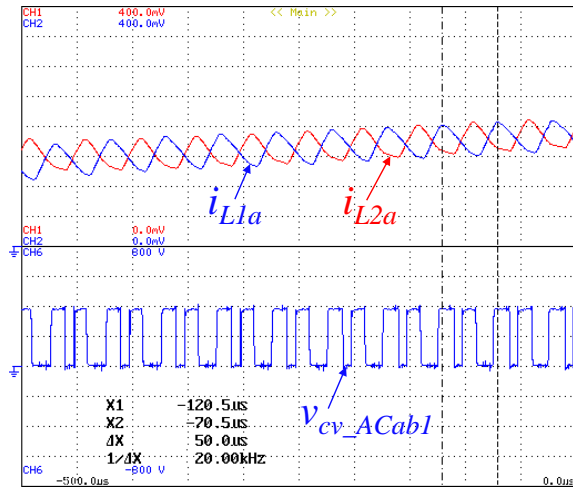 CH1 400.0mV << Main >>
CH2 400.0mV
iL1a iL2a
CH1 0.0mV
CH2 0.0mV
CH6 800 V
X1 -120.5us
X2 -70.5us
ΔX 50.0us
1/ΔX 20.00kHz
vcv_ACab1
CH6 -800 V
-500.0us 0.0us